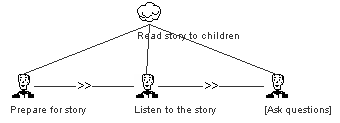 Read story to children
>>
>>
Prepare for story
Listen to the story
[Ask questions]